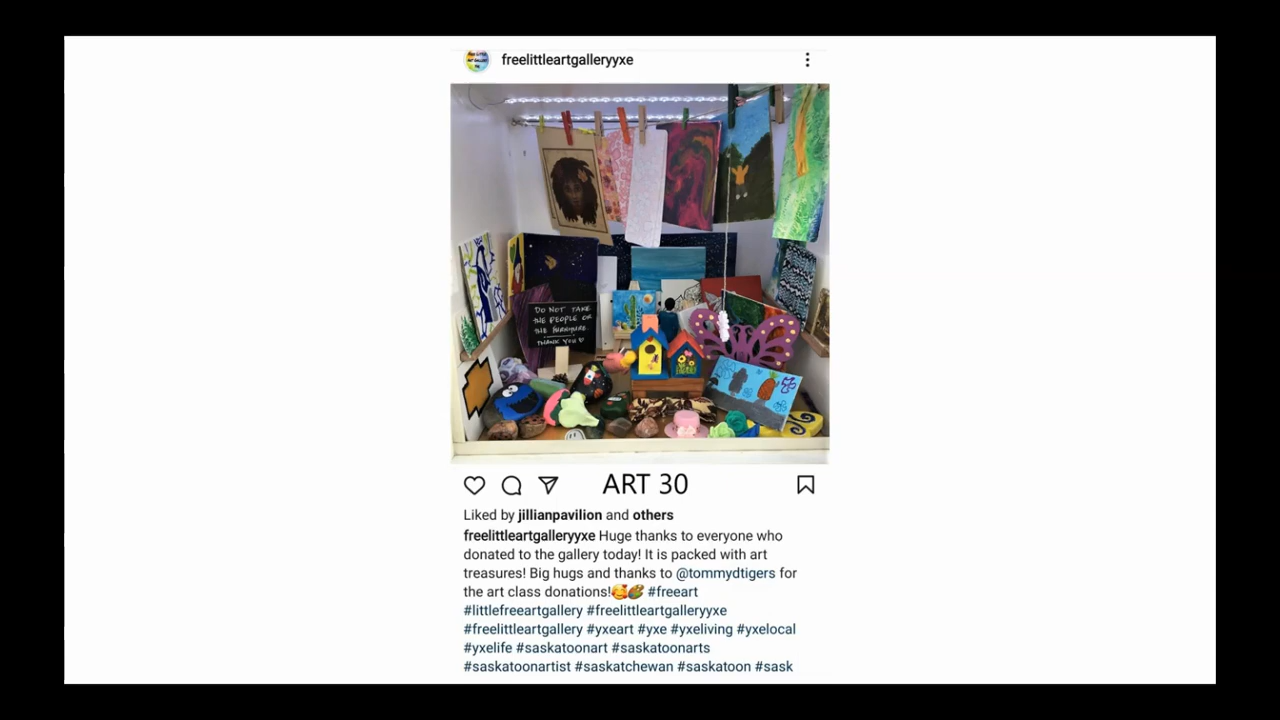 freelittleartgalleryyxe
DO NOT TAKE
THE PEOPLE OR
THE FURNITURE.
THANK YOU ♡
ART 30
Liked by jillianpavilion and others
freelittleartgalleryyxe Huge thanks to everyone who
donated to the gallery today! It is packed with art
treasures! Big hugs and thanks to @tommydtigers for
the art class donations!🥰🎨 #freeart
#littlefreeartgallery #freelittleartgalleryyxe
#freelittleartgallery #yxeart #yxe #yxeliving #yxelocal
#yxelife #saskatoonart #saskatoonarts
#saskatoonartist #saskatchewan #saskatoon #sask